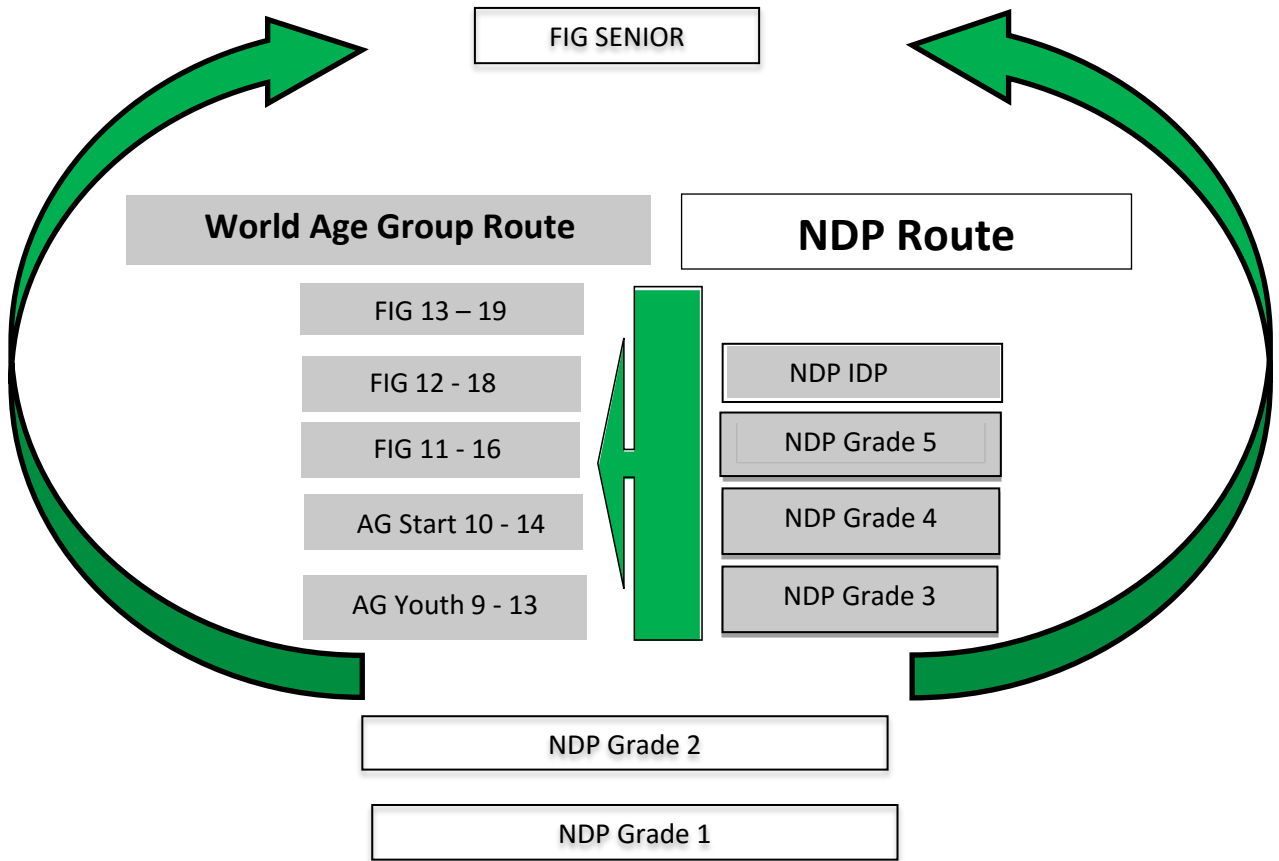 FIG SENIOR
World Age Group Route
NDP Route
FIG 13 – 19
FIG 12 - 18
FIG 11 - 16
AG Start 10 - 14
AG Youth 9 - 13
NDP IDP
NDP Grade 5
NDP Grade 4
NDP Grade 3
NDP Grade 2
NDP Grade 1